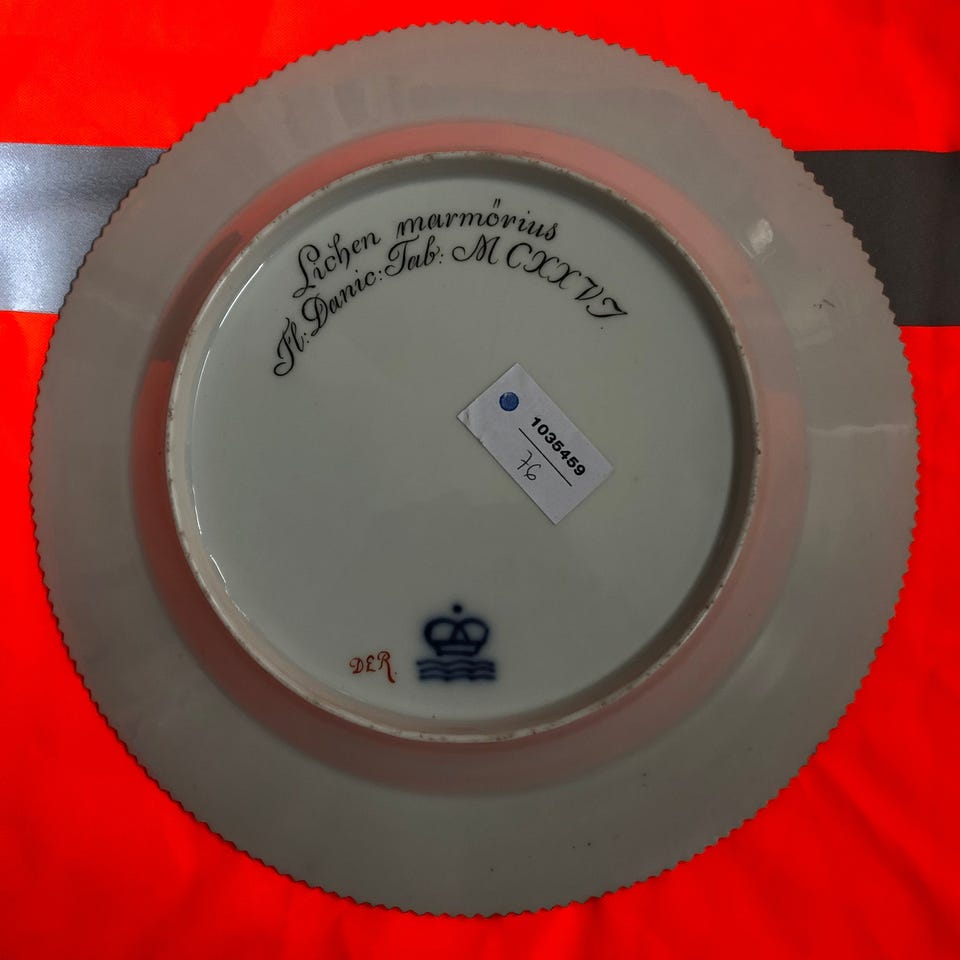 Lichen marmörius
Fl: Danic: Tab: MCXXVI.
1035459
76
DER.